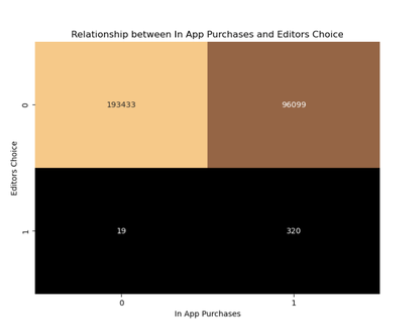 Relationship between In App Purchases and Editors Choice
Editors Choice
0
193433
96099
1
19
320
0
1
In App Purchases